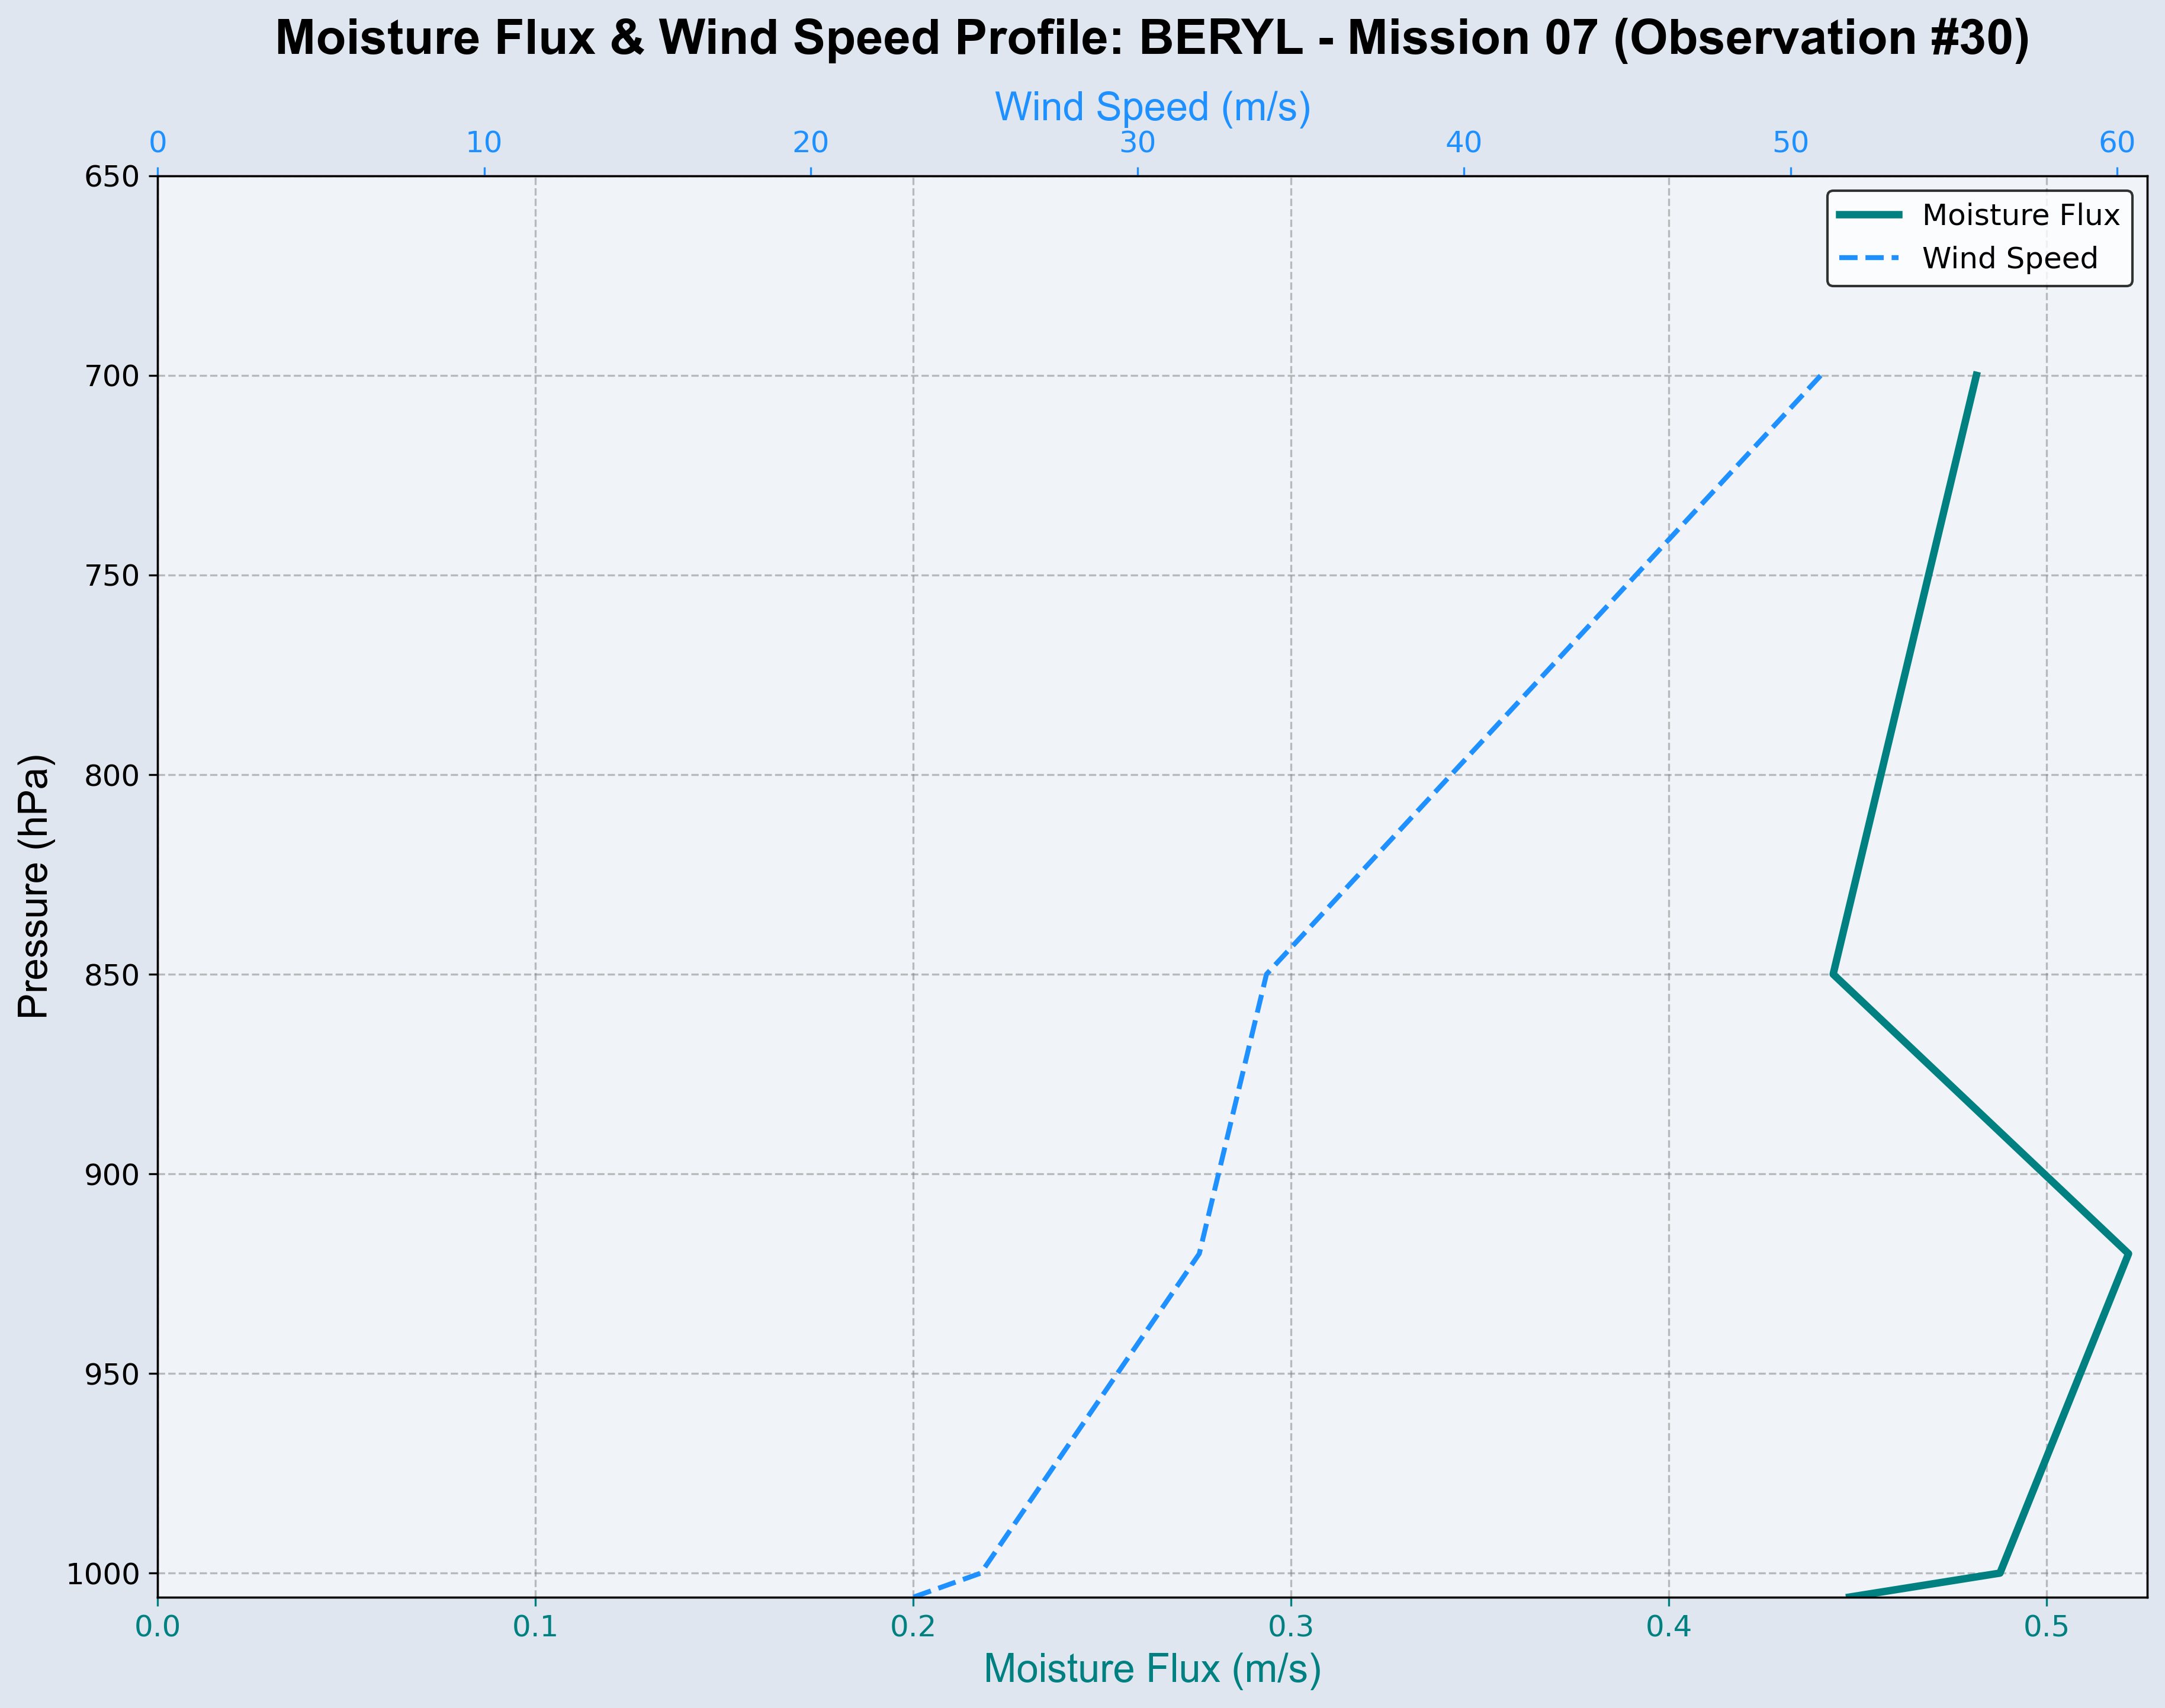 Moisture Flux & Wind Speed Profile: BERYL - Mission 07 (Observation #30)
Wind Speed (m/s)
0 10 20 30 40 50 60
Moisture Flux
Wind Speed
Pressure (hPa)
650
700
750
800
850
900
950
1000
0.0 0.1 0.2 0.3 0.4 0.5
Moisture Flux (m/s)